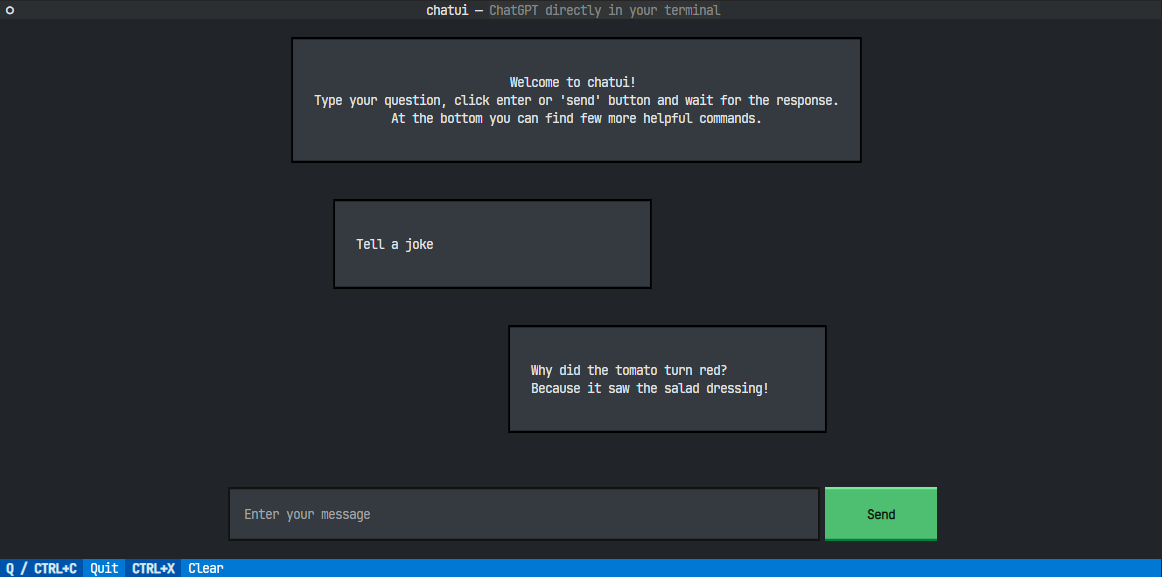 chatui — ChatGPT directly in your terminal
Welcome to chatui!
Type your question, click enter or 'send' button and wait for the response.
At the bottom you can find few more helpful commands.
Tell a joke
Why did the tomato turn red?
Because it saw the salad dressing!
Enter your message
Send
Q / CTRL+C Quit CTRL+X Clear